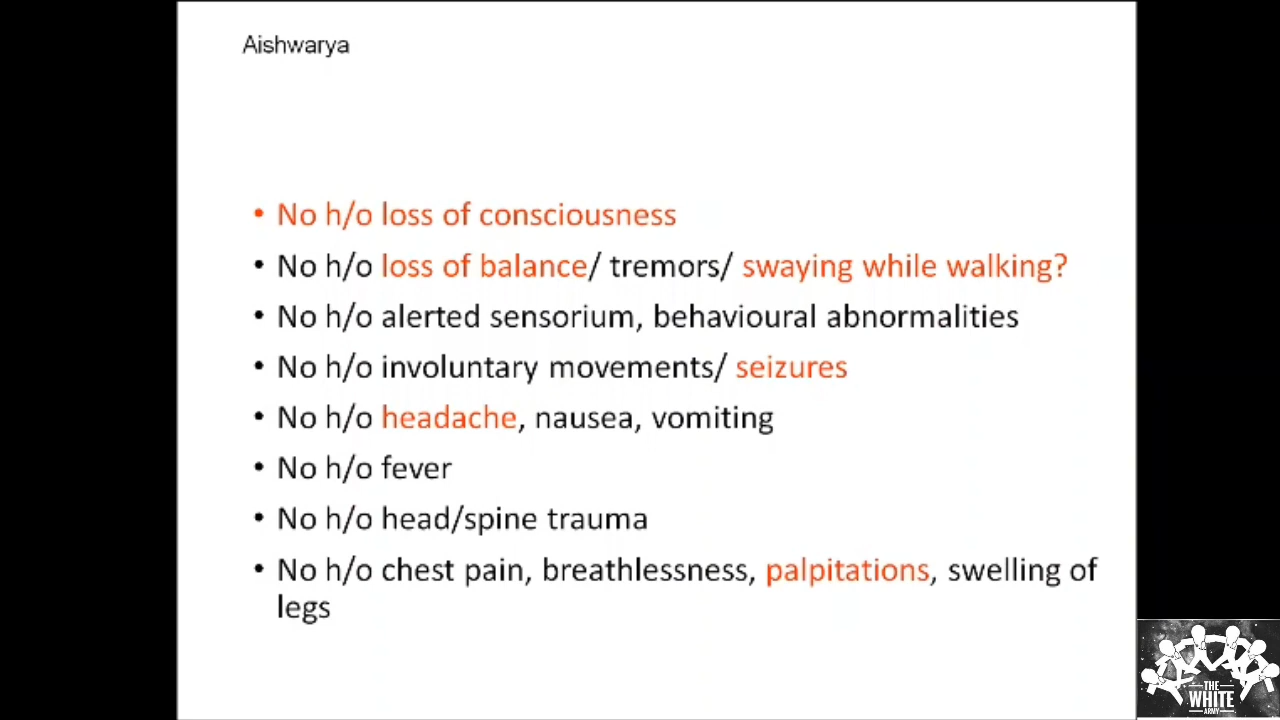 Aishwarya
• No h/o loss of consciousness
• No h/o loss of balance/ tremors/ swaying while walking?
• No h/o alerted sensorium, behavioural abnormalities
• No h/o involuntary movements/ seizures
• No h/o headache, nausea, vomiting
• No h/o fever
• No h/o head/spine trauma
• No h/o chest pain, breathlessness, palpitations, swelling of
legs
THE
WHITE
ARMY